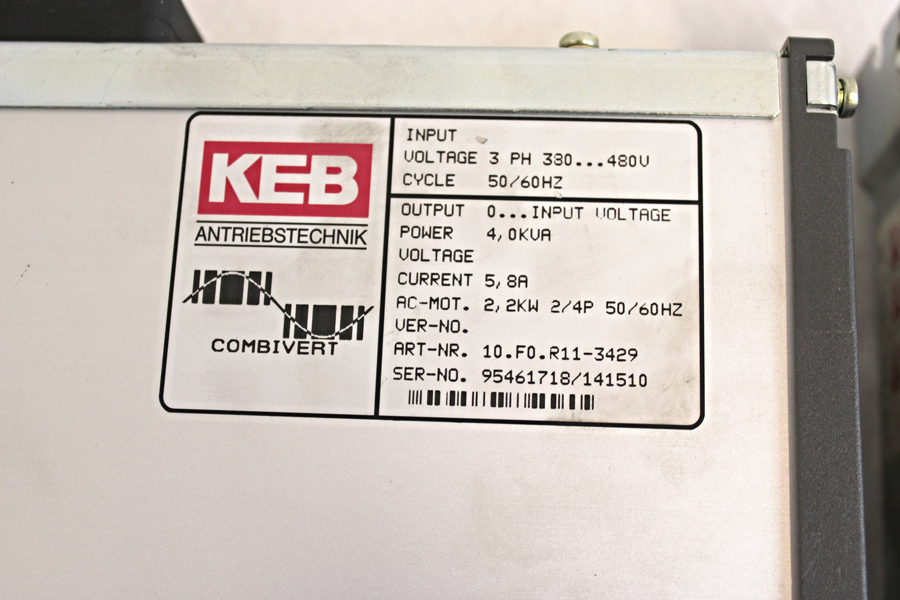 KEB
ANTRIEBSTECHNIK
COMBIVERT
INPUT
VOLTAGE 3 PH 380...480V
CYCLE 50/60HZ
OUTPUT 0...INPUT VOLTAGE
POWER 4,0KVA
VOLTAGE
CURRENT 5,8A
AC-MOT. 2,2KW 2/4P 50/60HZ
VER-NO.
ART-NR. 10.F0.R11-3429
SER-NO. 95461718/141510